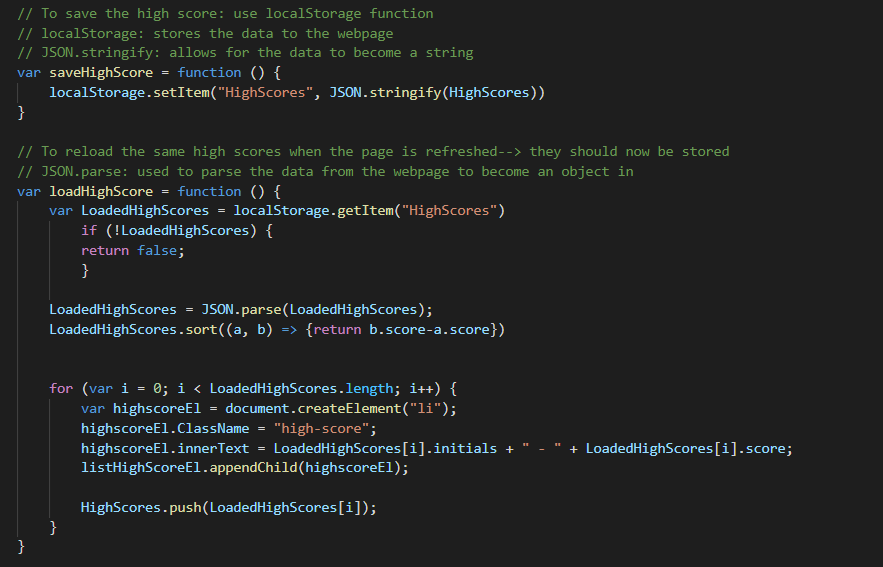 // To save the high score: use localStorage function
// localStorage: stores the data to the webpage
// JSON.stringify: allows for the data to become a string
var saveHighScore = function () {
    localStorage.setItem("HighScores", JSON.stringify(HighScores))
}
// To reload the same high scores when the page is refreshed--> they should now be stored
// JSON.parse: used to parse the data from the webpage to become an object in
var loadHighScore = function () {
    var LoadedHighScores = localStorage.getItem("HighScores")
        if (!LoadedHighScores) {
        return false;
        }
    LoadedHighScores = JSON.parse(LoadedHighScores);
    LoadedHighScores.sort((a, b) => {return b.score-a.score})
    for (var i = 0; i < LoadedHighScores.length; i++) {
        var highscoreEl = document.createElement("li");
        highscoreEl.ClassName = "high-score";
        highscoreEl.innerText = LoadedHighScores[i].initials + " - " + LoadedHighScores[i].score;
        listHighScoreEl.appendChild(highscoreEl);
        HighScores.push(LoadedHighScores[i]);
    }
}